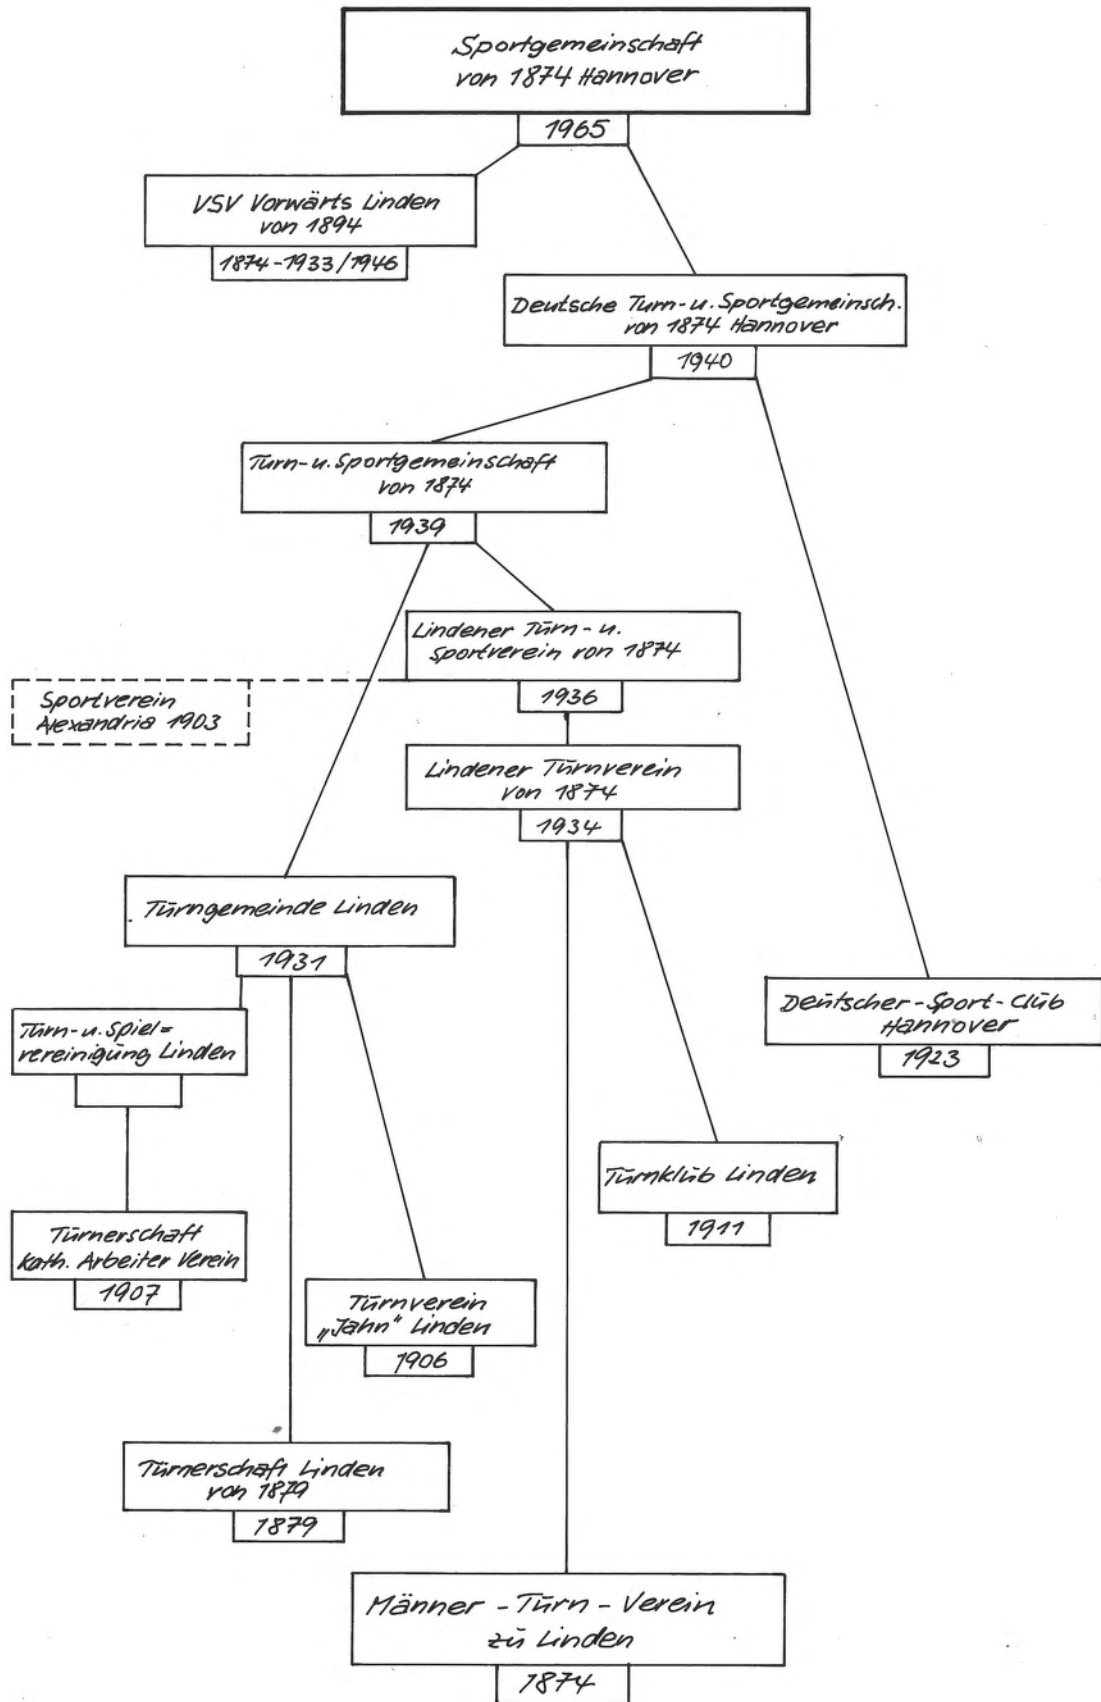 Sportgemeinschaft
von 1874 Hannover
1965
VSV Vorwärts Linden
von 1894
1874-1933/1946
Deutsche Turn-u. Sportgemeinsch.
von 1874 Hannover
1940
Turn-u. Sportgemeinschaft
von 1874
1939
Lindener Turn-u.
Sportverein von 1874
1936
Sportverein
Alexandria 1903
Lindener Turnverein
von 1874
1934
Turngemeinde Linden
1931
Turn-u. Spiel=
vereinigung Linden
Deutscher-Sport-Club
Hannover
1923
Turnklub Linden
1911
Turnerschaft
Kath. Arbeiter Verein
1907
Turnverein
„Jahn“ Linden
1906
Turnerschaft Linden
von 1879
1879
Männer-Turn-Verein
zu Linden
1874